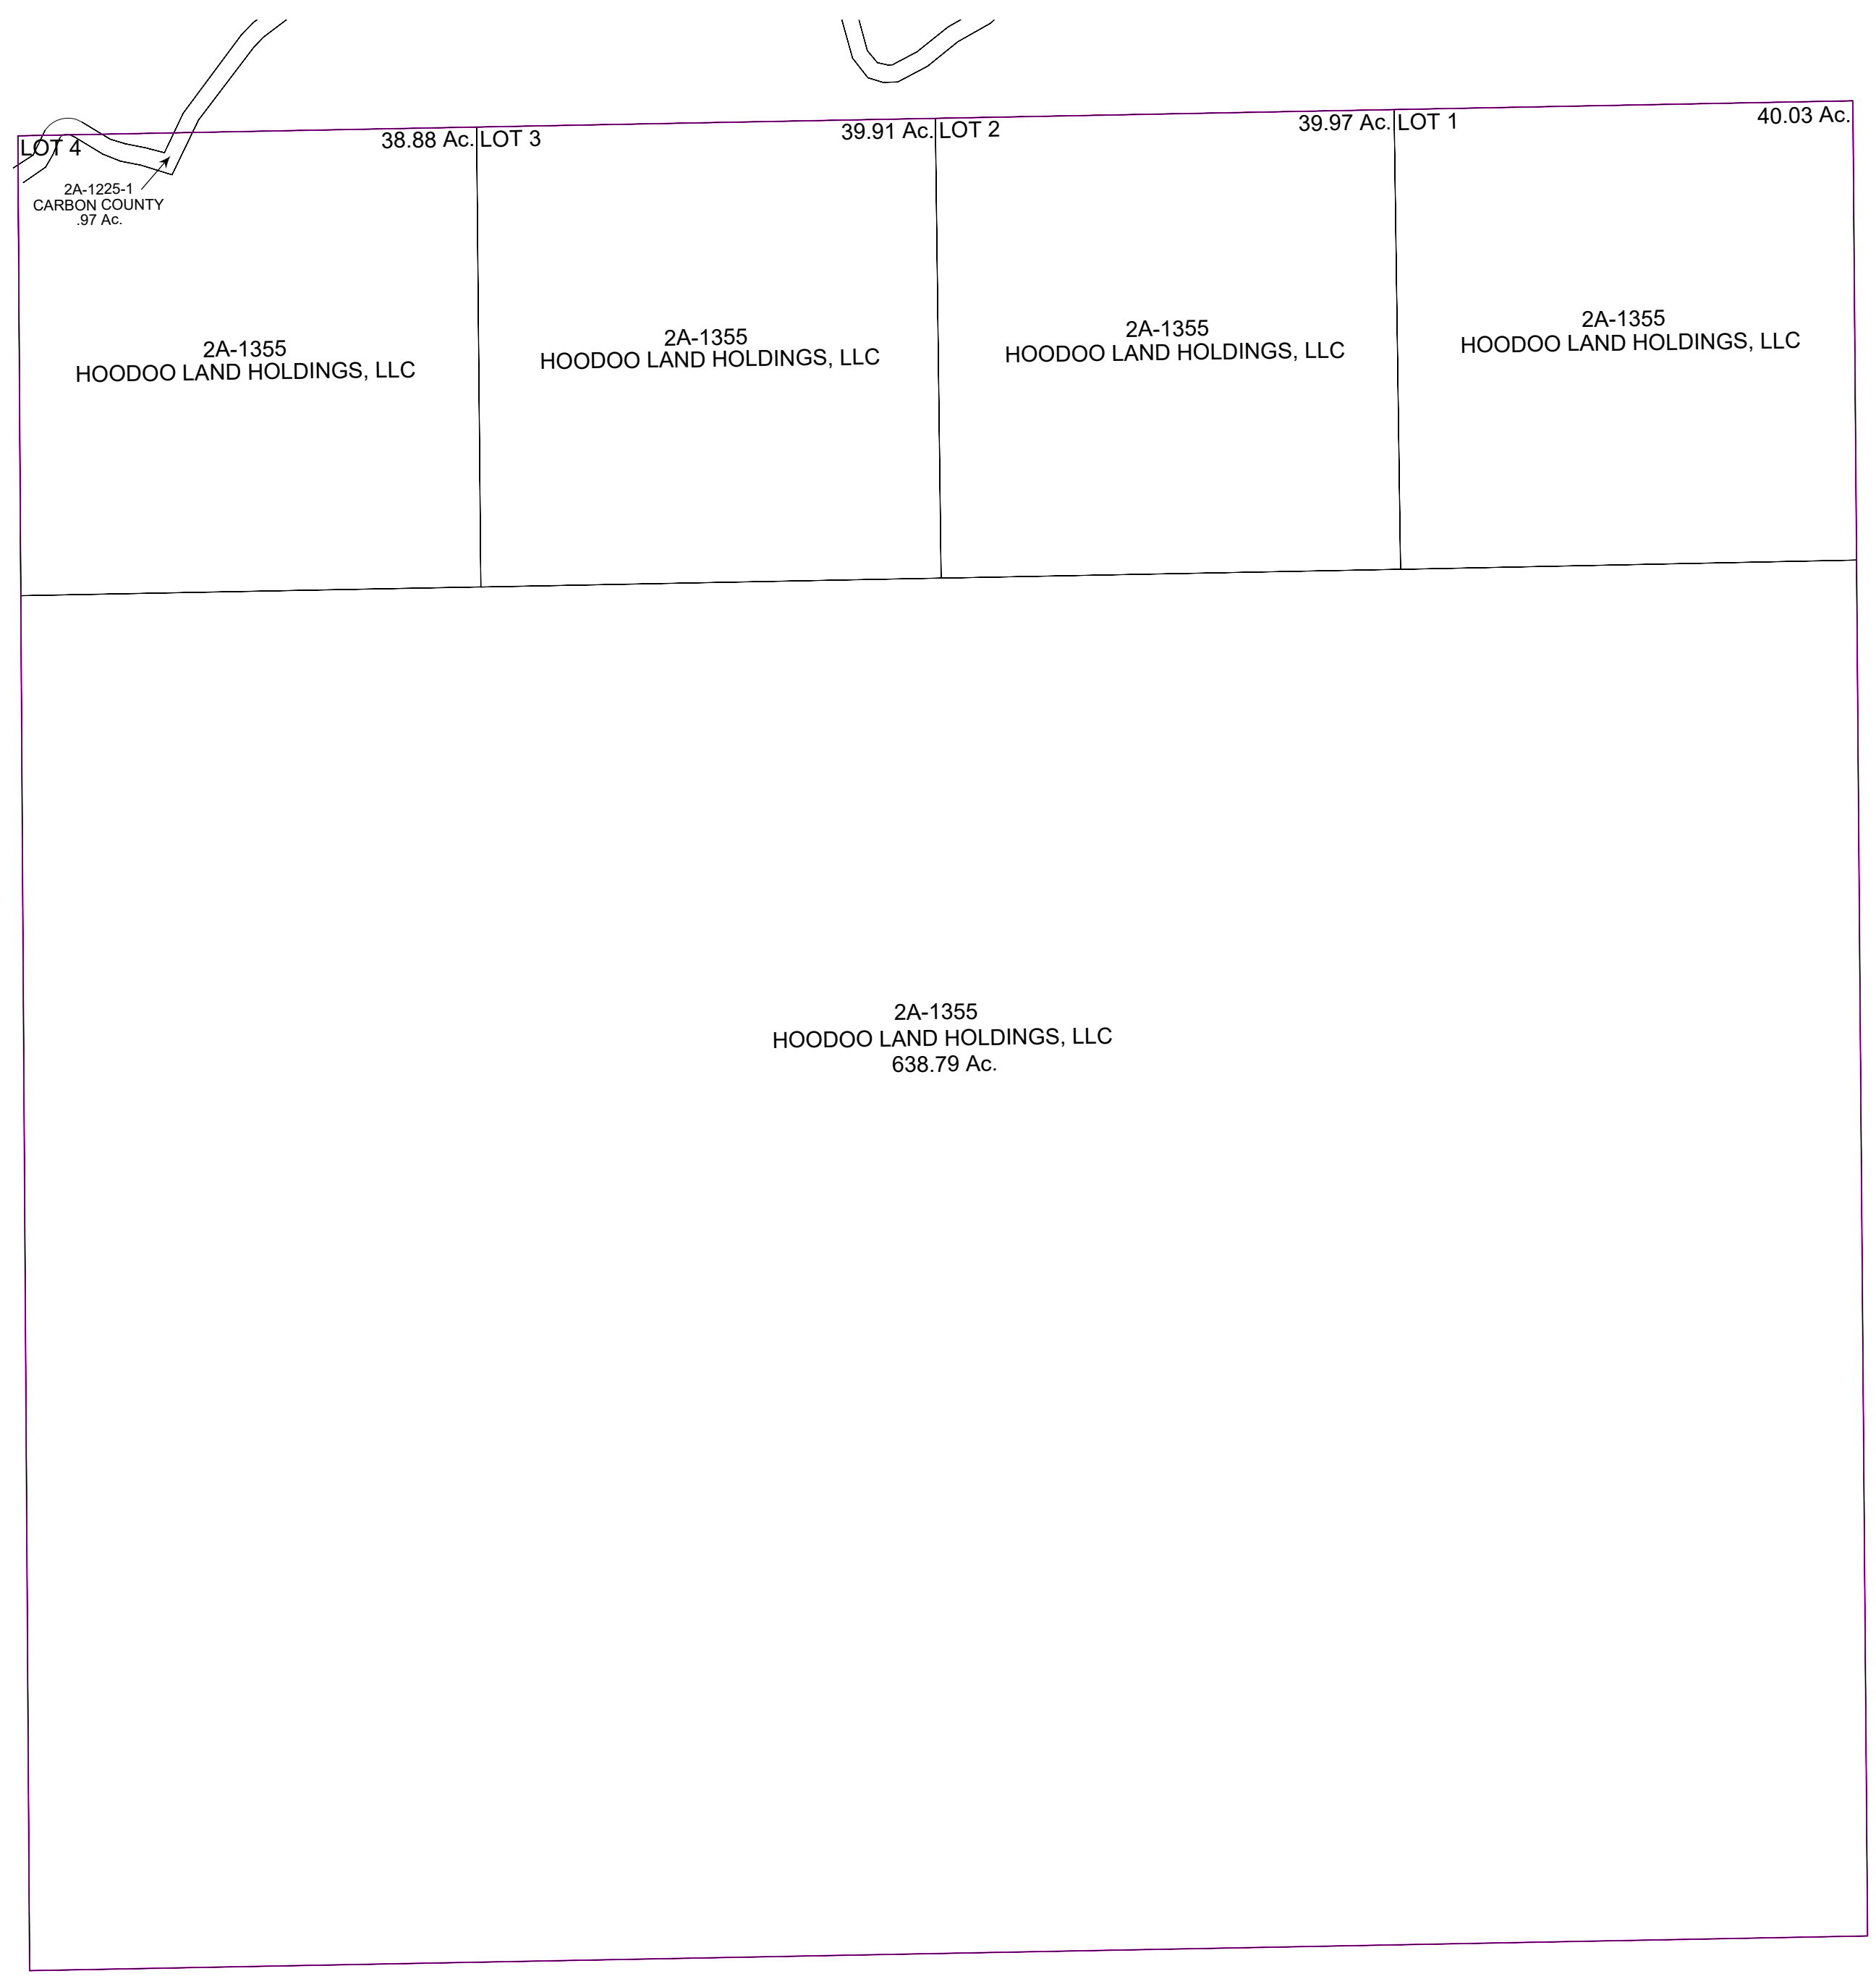 LOT 4
38.88 Ac.
LOT 3
39.91 Ac.
LOT 2
39.97 Ac.
LOT 1
40.03 Ac.
2A-1225-1
CARBON COUNTY
.97 Ac.
2A-1355
HOODOO LAND HOLDINGS, LLC
2A-1355
HOODOO LAND HOLDINGS, LLC
2A-1355
HOODOO LAND HOLDINGS, LLC
2A-1355
HOODOO LAND HOLDINGS, LLC
2A-1355
HOODOO LAND HOLDINGS, LLC
638.79 Ac.